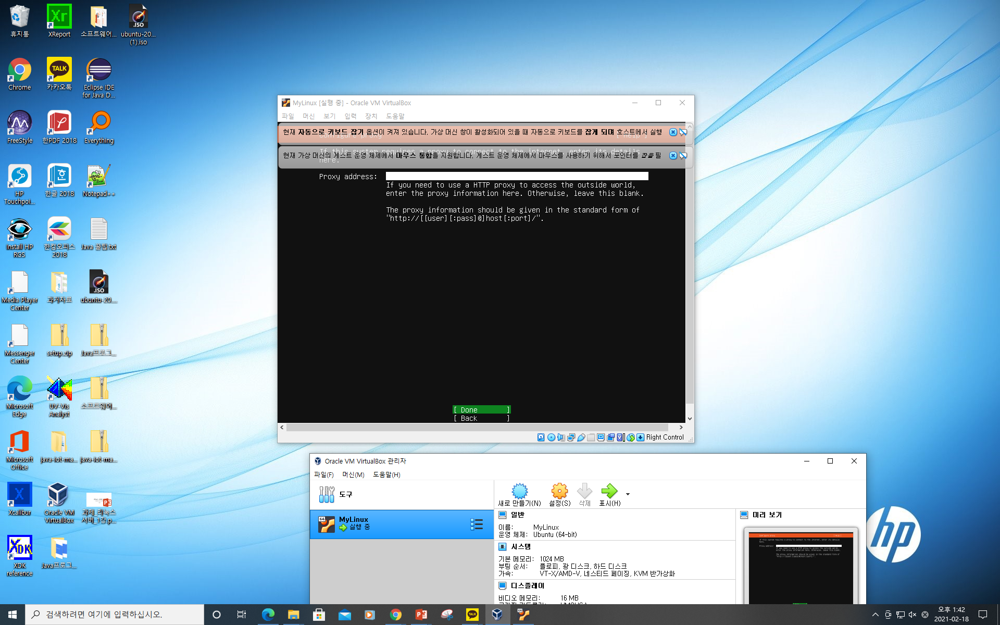 휴지통
XReport
소프트웨어...
ubuntu-20...
(1).iso
Chrome
카카오톡
Eclipse IDE
for Java D...
FreeStyle
한PDF 2018
Everything
HP
Touchpoi...
한글 2018
Notepad++
Install HP
RGS
한컴오피스
2018
Java 꿀팁.txt
Media Player
Center
과거자료
ubuntu-20....
Messenger
Center
setup.zip
Java프로그...
Microsoft
Edge
UV-Vis
Analyst
소프트웨어...
Microsoft
Office
java-iot-ma...
java-iot-ma...
Xcalibur
Oracle VM
VirtualBox
과제_리눅스
서버_1강.p...
XDK
reference
Java프로그...
MyLinux [실행 중] - Oracle VM VirtualBox
파일 머신 보기 입력 장치 도움말
현재 자동으로 키보드 잡기 옵션이 켜져 있습니다. 가상 머신 창이 활성화되어 있을 때 자동으로 키보드를 잡게 되며 호스트에서 실행
Configure proxy [ Help ]
If this system requires a proxy to connect to the internet, enter its details
here.
현재 가상 머신의 게스트 운영 체제에서 마우스 통합을 지원합니다. 게스트 운영 체제에서 마우스를 사용하기 위해서 포인터를 잡을 필
Proxy address:
If you need to use a HTTP proxy to access the outside world,
enter the proxy information here. Otherwise, leave this blank.
The proxy information should be given in the standard form of
"http://[[user][:pass]@]host[:port]/".
[ Done ]
[ Back ]
Right Control
Oracle VM VirtualBox 관리자
파일(F) 머신(M) 도움말(H)
도구
새로 만들기(N) 설정(S) 삭제 표시(H)
MyLinux
실행 중
일반
이름: MyLinux
운영 체제: Ubuntu (64-bit)
시스템
기본 메모리: 1024 MB
부팅 순서: 플로피, 광 디스크, 하드 디스크
가속: VT-X/AMD-V, 네스티드 페이징, KVM 반가상화
디스플레이
비디오 메모리: 16 MB
미리 보기
hp
검색하려면 여기에 입력하십시오.
오후 1:42
2021-02-18